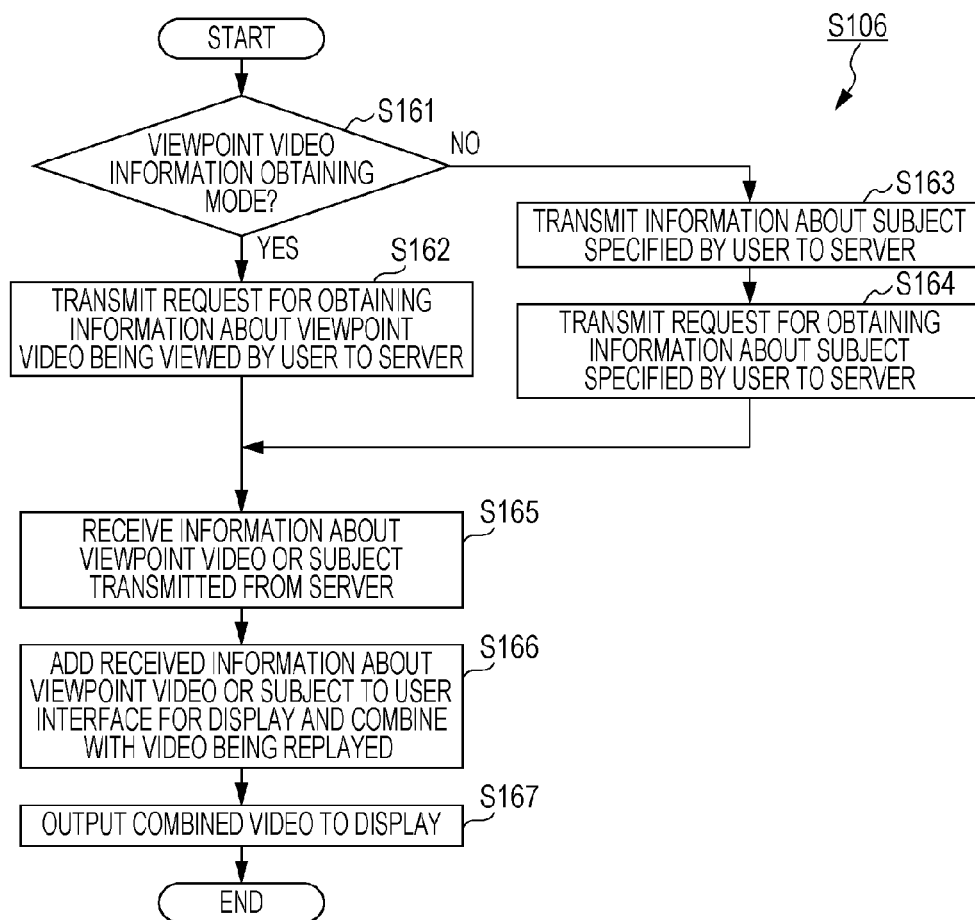 START
S106
S161
VIEWPOINT VIDEO
INFORMATION OBTAINING
MODE?
NO
YES
S163
TRANSMIT INFORMATION ABOUT SUBJECT
SPECIFIED BY USER TO SERVER
S162
TRANSMIT REQUEST FOR OBTAINING
INFORMATION ABOUT VIEWPOINT
VIDEO BEING VIEWED BY USER TO SERVER
S164
TRANSMIT REQUEST FOR OBTAINING
INFORMATION ABOUT SUBJECT
SPECIFIED BY USER TO SERVER
S165
RECEIVE INFORMATION ABOUT
VIEWPOINT VIDEO OR SUBJECT
TRANSMITTED FROM SERVER
S166
ADD RECEIVED INFORMATION ABOUT
VIEWPOINT VIDEO OR SUBJECT TO USER
INTERFACE FOR DISPLAY AND COMBINE
WITH VIDEO BEING REPLAYED
S167
OUTPUT COMBINED VIDEO TO DISPLAY
END